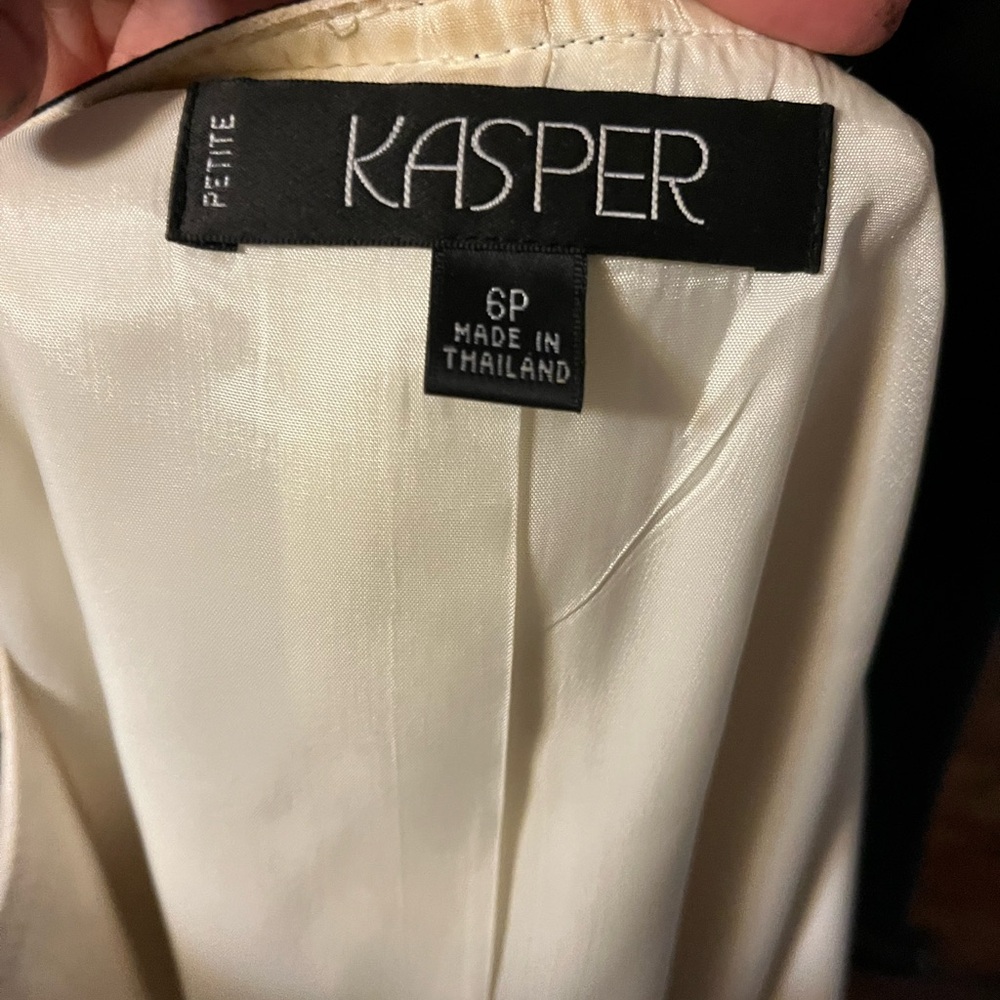 PETITE
KASPER
6P
MADE IN
THAILAND